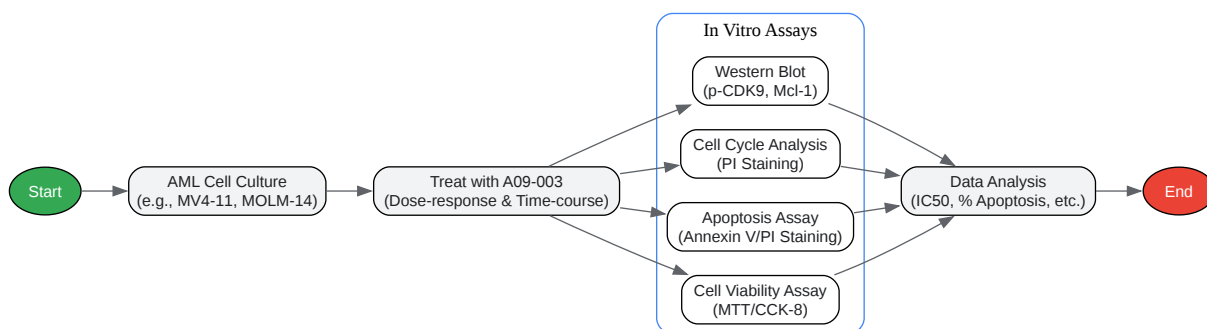 Start
AML Cell Culture
(e.g., MV4-11, MOLM-14)
Treat with A09-003
(Dose-response & Time-course)
In Vitro Assays
Western Blot
(p-CDK9, Mcl-1)
Cell Cycle Analysis
(PI Staining)
Apoptosis Assay
(Annexin V/PI Staining)
Cell Viability Assay
(MTT/CCK-8)
Data Analysis
(IC50, % Apoptosis, etc.)
End